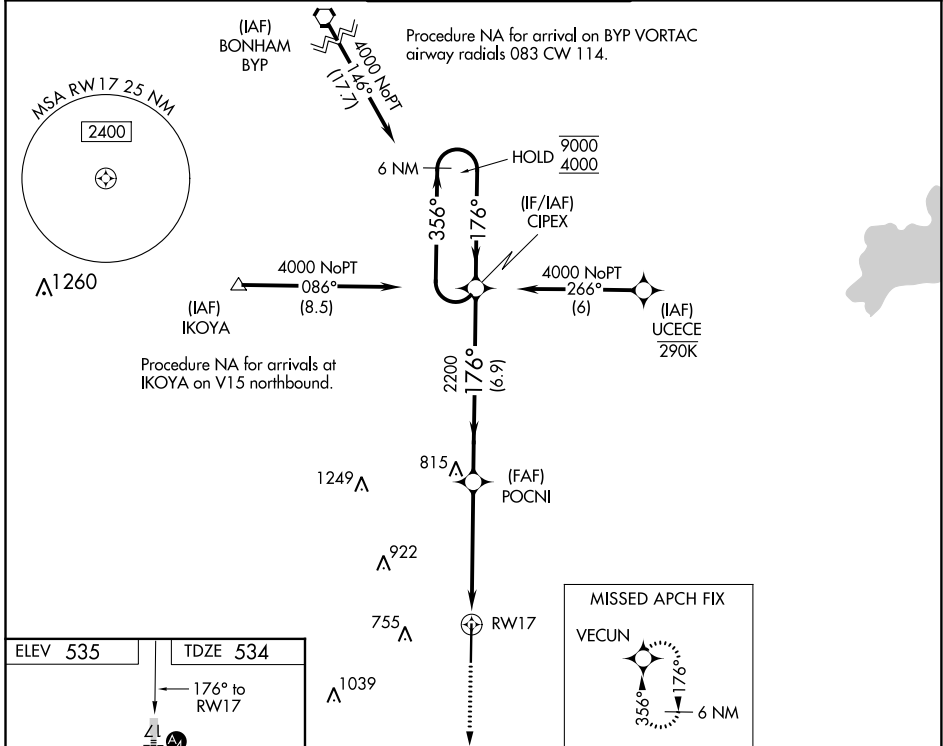 (IAF)
BONHAM
BYP
Procedure NA for arrival on BYP VORTAC
airway radials 083 CW 114.
4000 NoPT
146°
(17.7)
MSA RW17 25 NM
2400
6 NM
HOLD
9000
4000
356°
176°
(IF/IAF)
CIPEX
1260
4000 NoPT
086°
(8.5)
(IAF)
IKOYA
4000 NoPT
266°
(6)
(IAF)
UCECE
290K
Procedure NA for arrivals at
IKOYA on V15 northbound.
2200
176°
(6.9)
815
(FAF)
POCNI
1249
922
755
RW17
1039
MISSED APCH FIX
VECUN
356°
176°
6 NM
ELEV 535
TDZE 534
176° to
RW17
17
A4